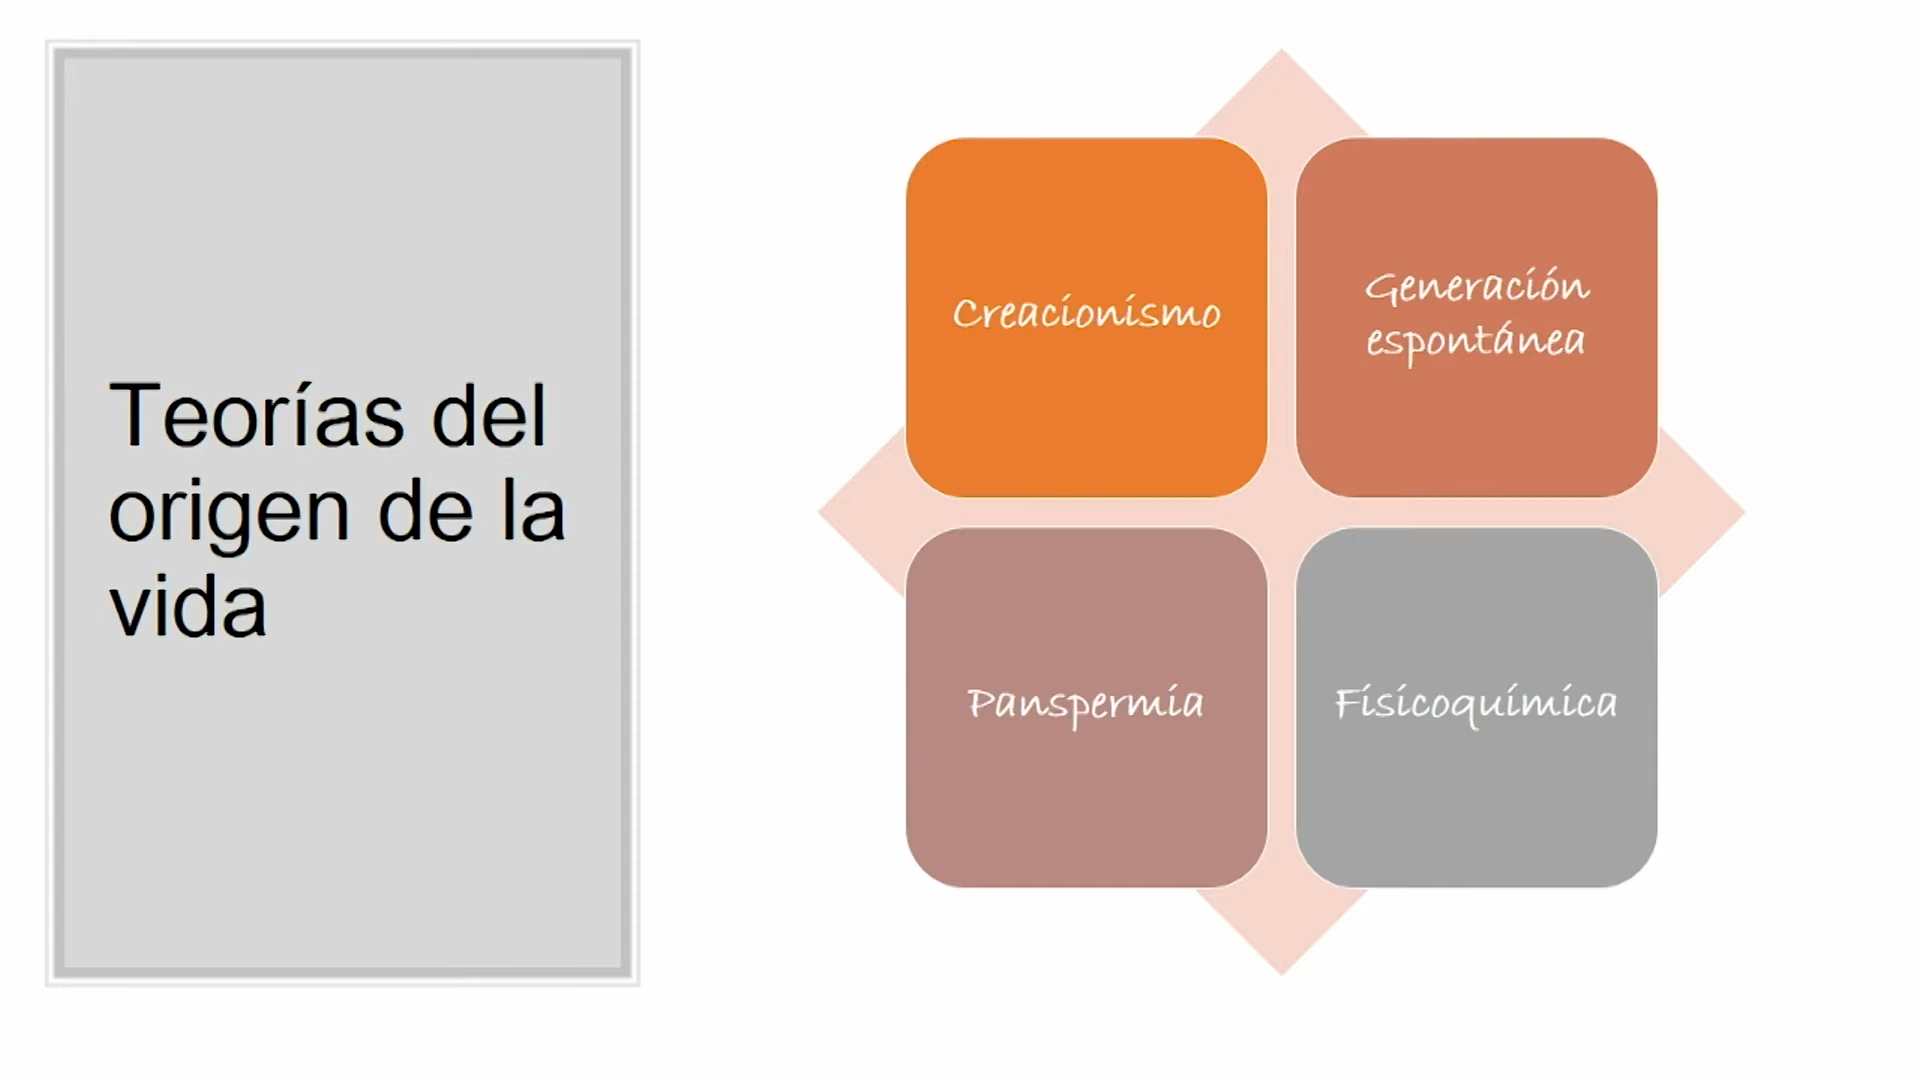 Teorías del
origen de la
vida
Creacionismo
Generación
espontánea
Panspermia
Fisicoquímica